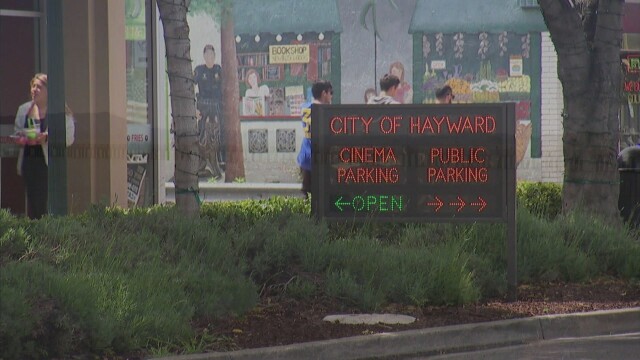 BOOKSHOP
CITY OF HAYWARD
CINEMA PUBLIC
PARKING PARKING
←OPEN →→→